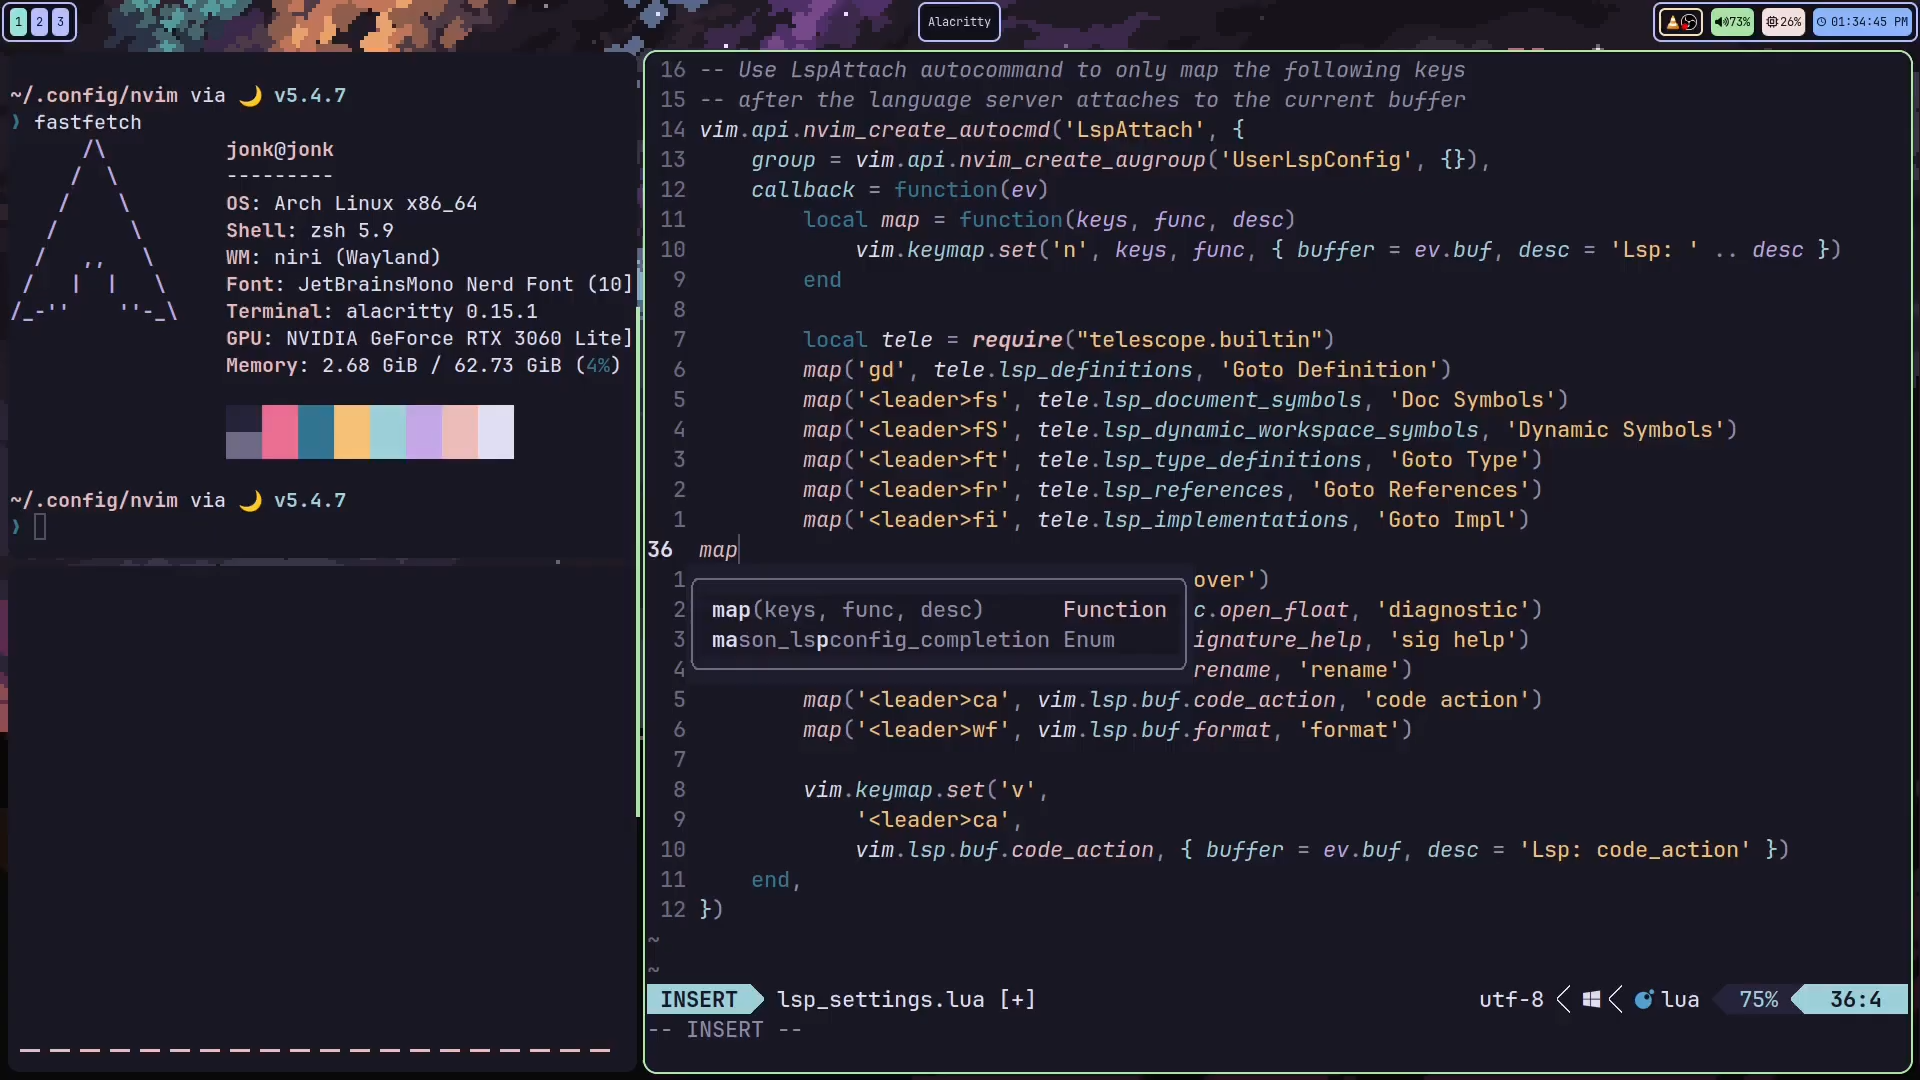 1 2 3
Alacritty
73% 26% 01:34:45 PM
~/.config/nvim via 🌙 v5.4.7
❯ fastfetch
/\
/  \
/    \
/      \
/   ,,   \
/   |  |   \
/_-''    ''-_\
jonk@jonk
---------
OS: Arch Linux x86_64
Shell: zsh 5.9
WM: niri (Wayland)
Font: JetBrainsMono Nerd Font (10]
Terminal: alacritty 0.15.1
GPU: NVIDIA GeForce RTX 3060 Lite]
Memory: 2.68 GiB / 62.73 GiB (4%)
~/.config/nvim via 🌙 v5.4.7
❯
16 -- Use LspAttach autocommand to only map the following keys
15 -- after the language server attaches to the current buffer
14 vim.api.nvim_create_autocmd('LspAttach', {
13     group = vim.api.nvim_create_augroup('UserLspConfig', {}),
12     callback = function(ev)
11         local map = function(keys, func, desc)
10             vim.keymap.set('n', keys, func, { buffer = ev.buf, desc = 'Lsp: ' .. desc })
9         end
8
7         local tele = require("telescope.builtin")
6         map('gd', tele.lsp_definitions, 'Goto Definition')
5         map('<leader>fs', tele.lsp_document_symbols, 'Doc Symbols')
4         map('<leader>fS', tele.lsp_dynamic_workspace_symbols, 'Dynamic Symbols')
3         map('<leader>ft', tele.lsp_type_definitions, 'Goto Type')
2         map('<leader>fr', tele.lsp_references, 'Goto References')
1         map('<leader>fi', tele.lsp_implementations, 'Goto Impl')
36 map
1 over')
2 map(keys, func, desc) Function c.open_float, 'diagnostic')
3 mason_lspconfig_completion Enum ignature_help, 'sig help')
4 rename, 'rename')
5         map('<leader>ca', vim.lsp.buf.code_action, 'code action')
6         map('<leader>wf', vim.lsp.buf.format, 'format')
7
8         vim.keymap.set('v',
9             '<leader>ca',
10             vim.lsp.buf.code_action, { buffer = ev.buf, desc = 'Lsp: code_action' })
11     end,
12 })
~
~
INSERT lsp_settings.lua [+] utf-8 lua 75% 36:4
-- INSERT --